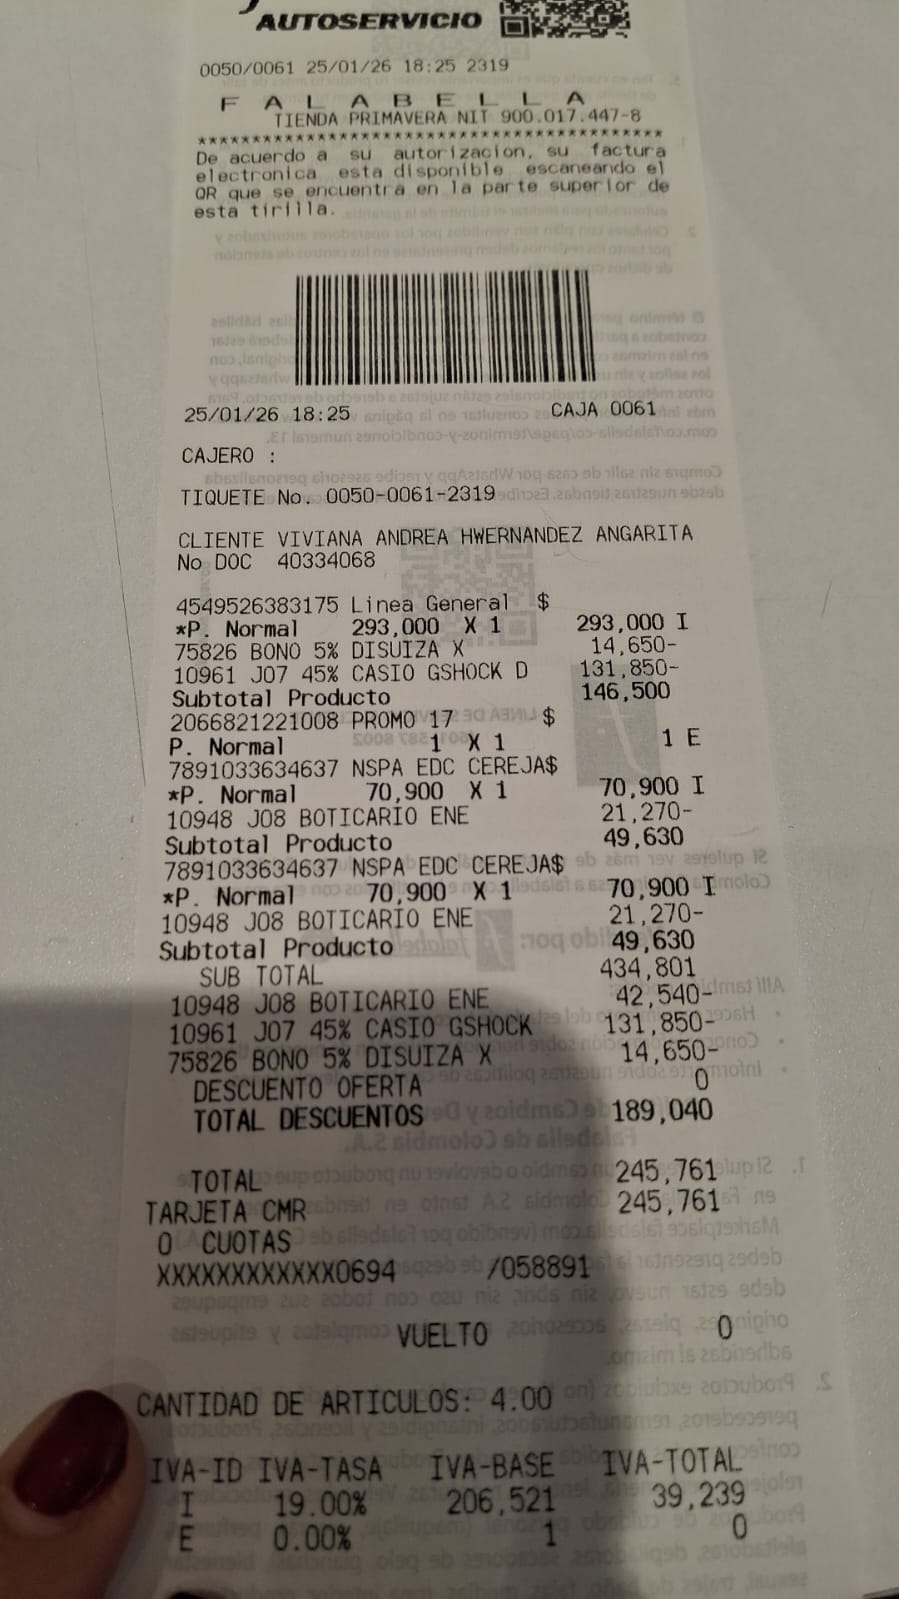 AUTOSERVICIO
0050/0061 25/01/26 18:25 2319
F A L A B E L L A
TIENDA PRIMAVERA NIT 900.017.447-8
*************************************************
De acuerdo a su autorizacion, su factura
electronica esta disponible escaneando el
QR que se encuentra en la parte superior de
esta tirilla.
25/01/26 18:25 CAJA 0061
CAJERO :
TIQUETE No. 0050-0061-2319
CLIENTE VIVIANA ANDREA HWERNANDEZ ANGARITA
No DOC 40334068
4549526383175 Linea General $
*P. Normal 293,000 X 1 293,000 I
75826 BONO 5% DISUIZA X 14,650-
10961 J07 45% CASIO GSHOCK D 131,850-
Subtotal Producto 146,500
2066821221008 PROMO 17 $
P. Normal 1 X 1 1 E
7891033634637 NSPA EDC CEREJA$
*P. Normal 70,900 X 1 70,900 I
10948 J08 BOTICARIO ENE 21,270-
Subtotal Producto 49,630
7891033634637 NSPA EDC CEREJA$
*P. Normal 70,900 X 1 70,900 I
10948 J08 BOTICARIO ENE 21,270-
Subtotal Producto 49,630
SUB TOTAL 434,801
10948 J08 BOTICARIO ENE 42,540-
10961 J07 45% CASIO GSHOCK 131,850-
75826 BONO 5% DISUIZA X 14,650-
DESCUENTO OFERTA 0
TOTAL DESCUENTOS 189,040
TOTAL 245,761
TARJETA CMR 245,761
0 CUOTAS
XXXXXXXXXXXX0694 /058891
VUELTO 0
CANTIDAD DE ARTICULOS: 4.00
IVA-ID IVA-TASA IVA-BASE IVA-TOTAL
I 19.00% 206,521 39,239
E 0.00% 1 0